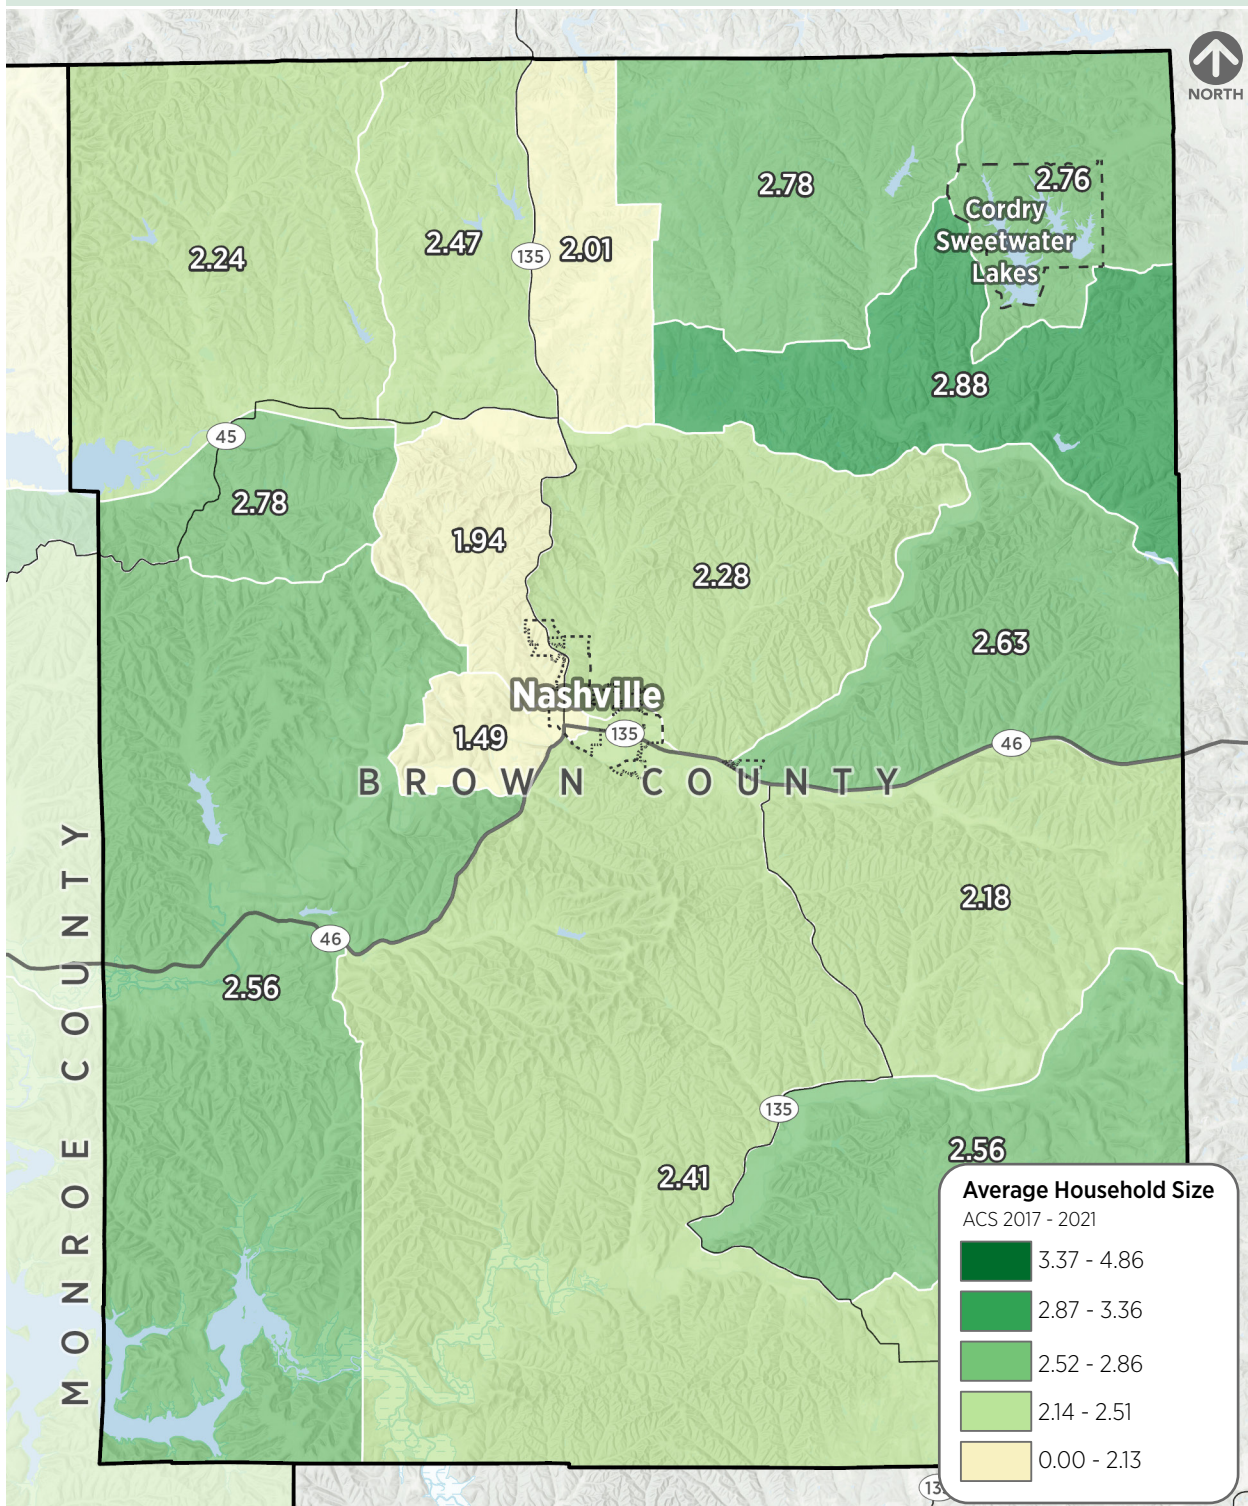 NORTH
2.78
2.76
Cordry
Sweetwater
Lakes
2.24
2.47
135
2.01
2.88
45
2.78
1.94
2.28
2.63
Nashville
1.49
135
46
BROWN COUNTY
MONROE COUNTY
2.18
46
2.56
135
2.41
2.56
Average Household Size
ACS 2017 - 2021
3.37 - 4.86
2.87 - 3.36
2.52 - 2.86
2.14 - 2.51
0.00 - 2.13